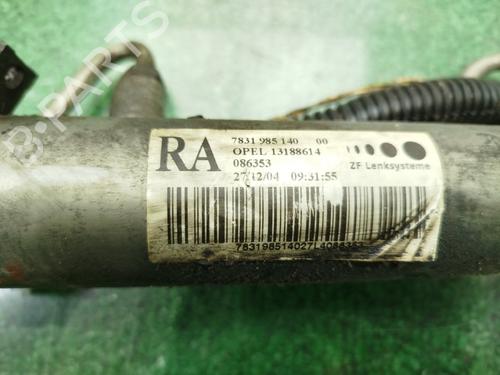 B-PARTS
RA
7831 985 140 00
OPEL 13188614
086353
27/12/04 09:31:55
ZF Lenksysteme